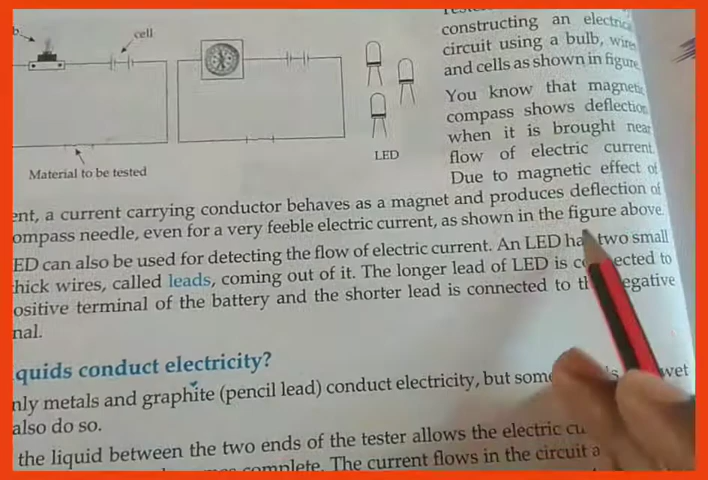 cell
Material to be tested
LED
constructing an electric
circuit using a bulb, wire
and cells as shown in figure
You know that magnetic
compass shows deflection
when it is brought near
flow of electric current.
Due to magnetic effect of
ent, a current carrying conductor behaves as a magnet and produces deflection of
ompass needle, even for a very feeble electric current, as shown in the figure above
ED can also be used for detecting the flow of electric current. An LED has two small
hick wires, called leads, coming out of it. The longer lead of LED is connected to
ositive terminal of the battery and the shorter lead is connected to the negative
nal.
quids conduct electricity?
nly metals and graphite (pencil lead) conduct electricity, but some wet
also do so.
the liquid between the two ends of the tester allows the electric cu
complete. The current flows in the circuit a